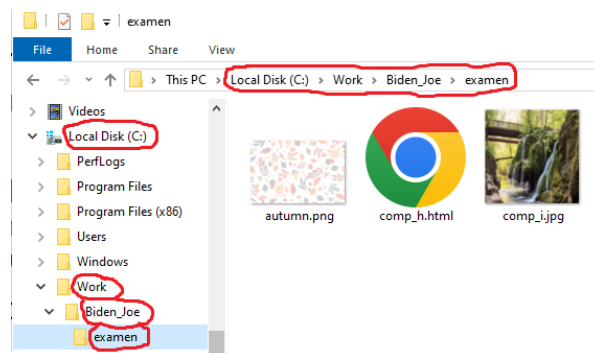 examen
File Home Share View
This PC > Local Disk (C:) > Work > Biden_Joe > examen
Videos
Local Disk (C:)
PerfLogs
Program Files
Program Files (x86)
Users
Windows
Work
Biden_Joe
examen
autumn.png comp_h.html comp_i.jpg